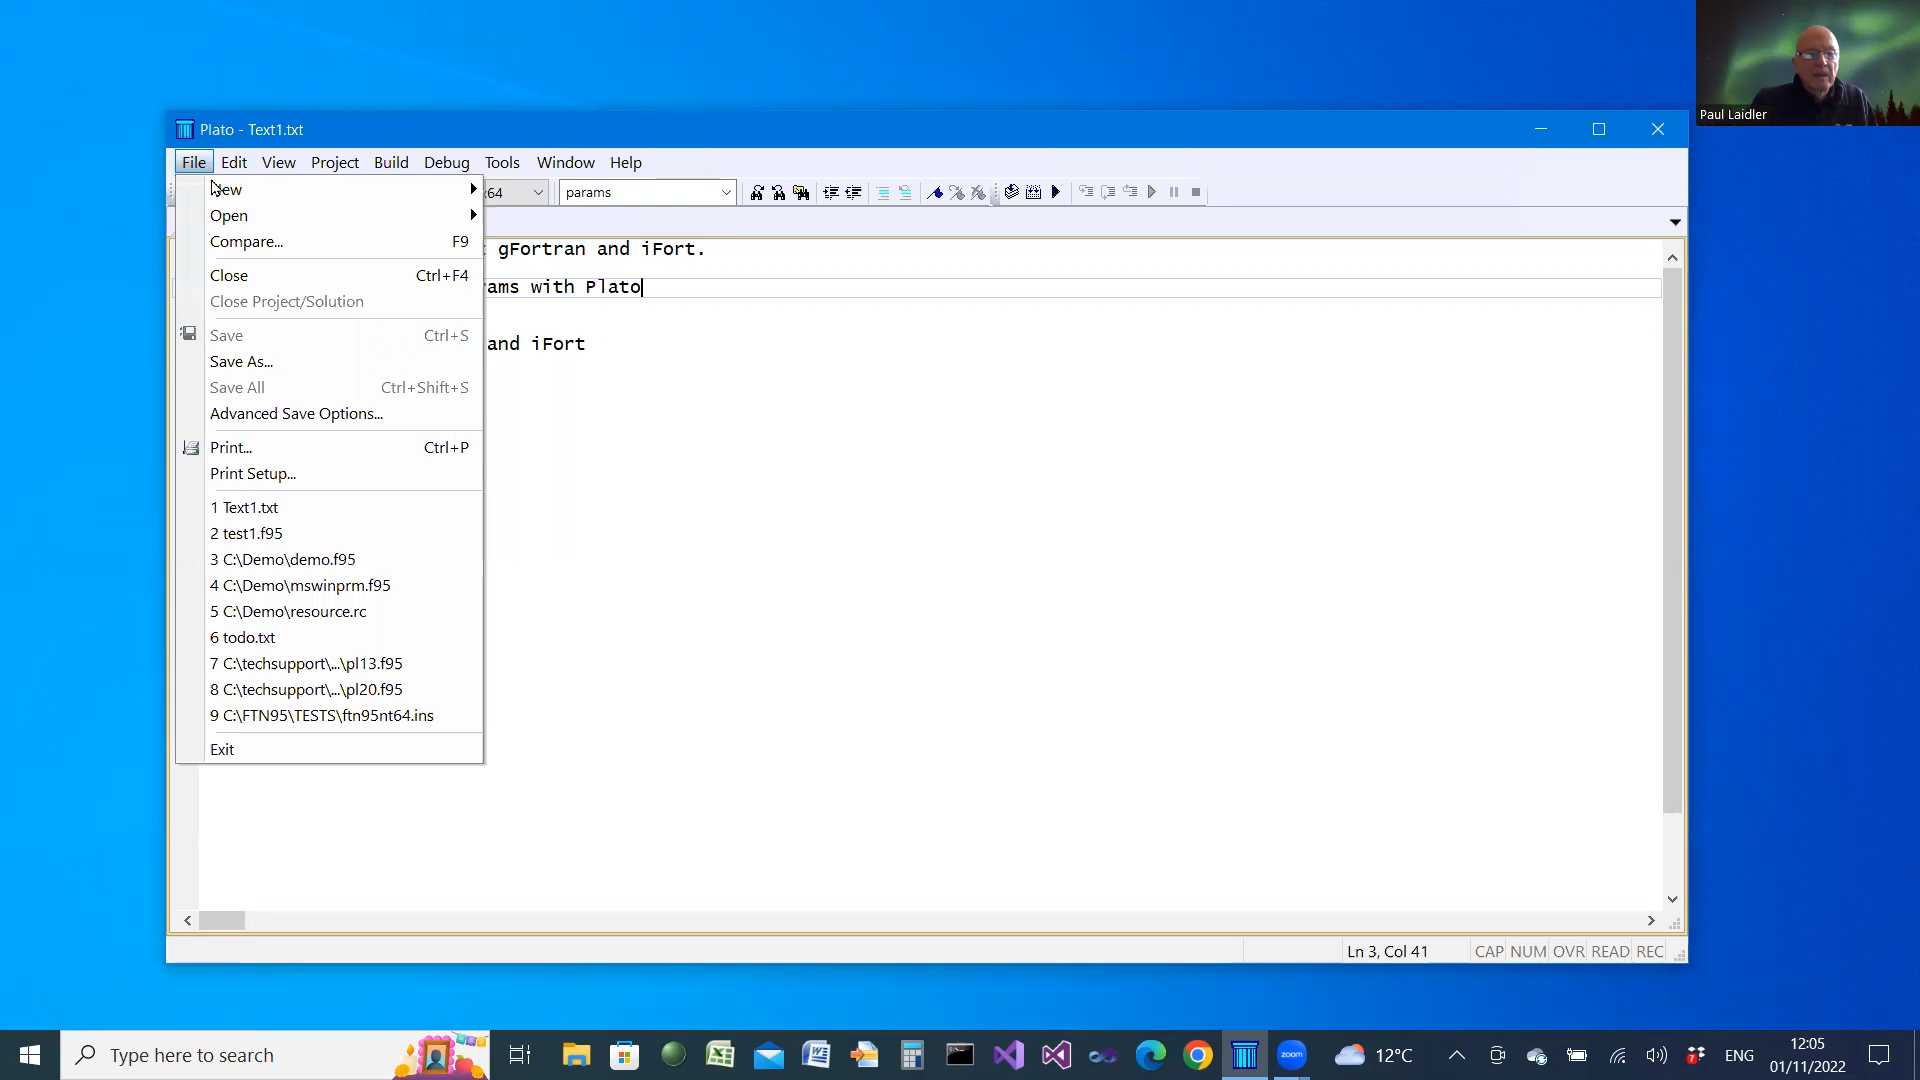 Paul Laidler
Plato - Text1.txt
File Edit View Project Build Debug Tools Window Help
x64 params
gFortran and iFort.
ams with Plato
and iFort
New
Open
Compare... F9
Close Ctrl+F4
Close Project/Solution
Save Ctrl+S
Save As...
Save All Ctrl+Shift+S
Advanced Save Options...
Print... Ctrl+P
Print Setup...
1 Text1.txt
2 test1.f95
3 C:\Demo\demo.f95
4 C:\Demo\mswinprm.f95
5 C:\Demo\resource.rc
6 todo.txt
7 C:\techsupport\...\pl13.f95
8 C:\techsupport\...\pl20.f95
9 C:\FTN95\TESTS\ftn95nt64.ins
Exit
Ln 3, Col 41 CAP NUM OVR READ REC
Type here to search
zoom
12°C
ENG
12:05
01/11/2022